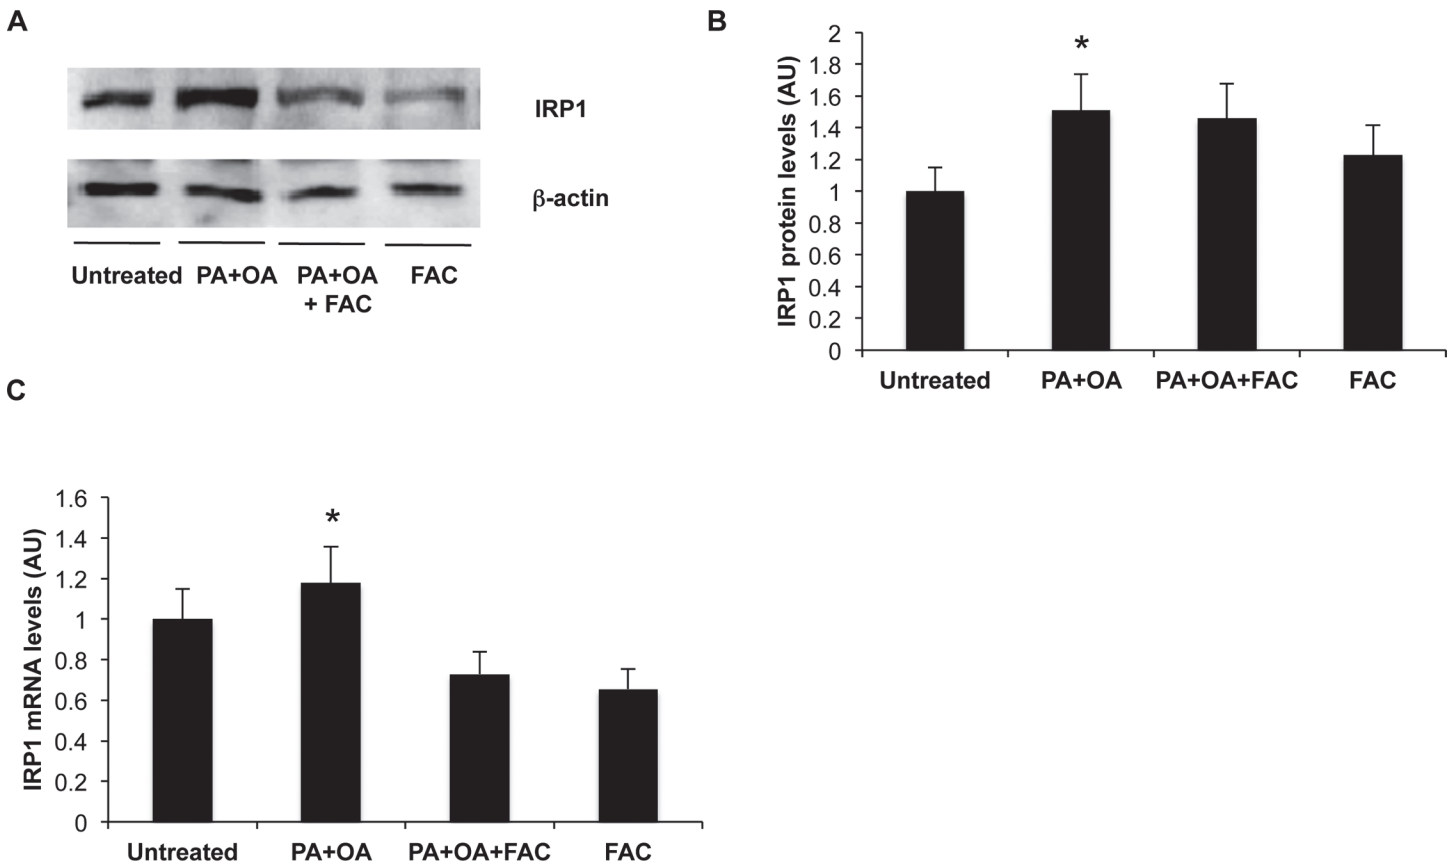 A
IRP1
β-actin
Untreated PA+OA PA+OA + FAC FAC
B
*
IRP1 protein levels (AU)
2
1.8
1.6
1.4
1.2
1
0.8
0.6
0.4
0.2
0
Untreated PA+OA PA+OA+FAC FAC
C
*
IRP1 mRNA levels (AU)
1.6
1.4
1.2
1
0.8
0.6
0.4
0.2
0
Untreated PA+OA PA+OA+FAC FAC